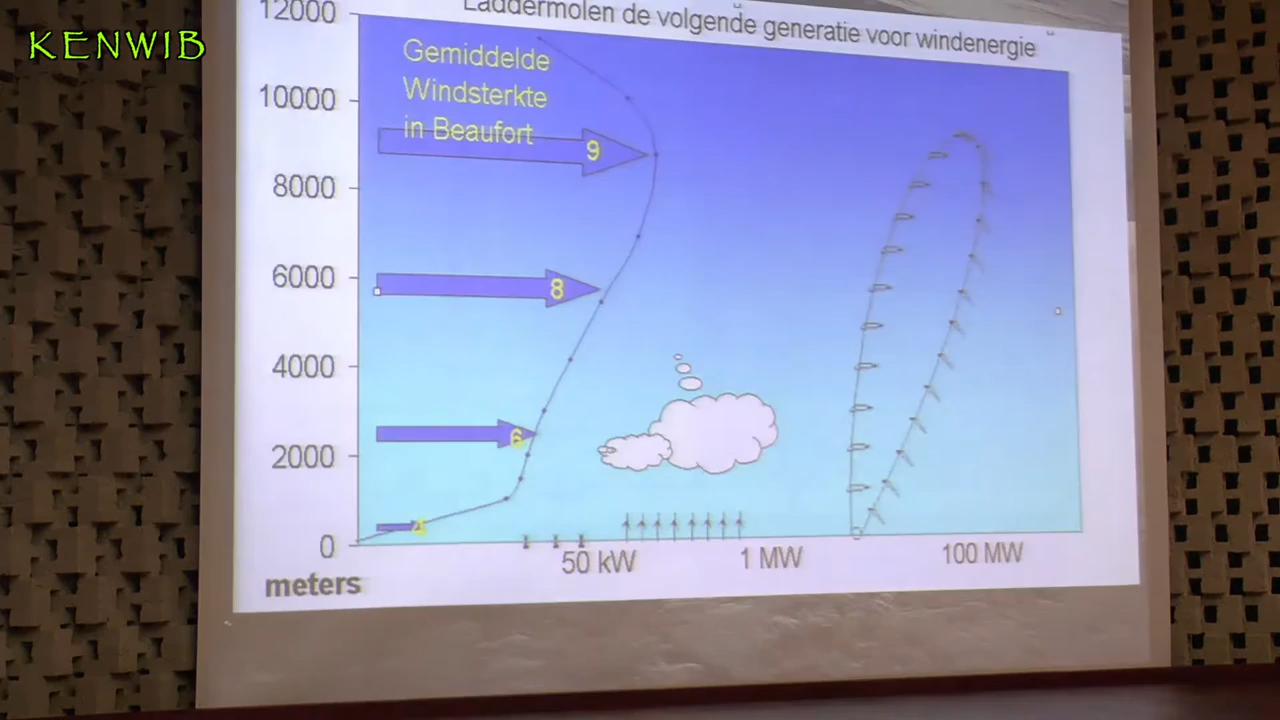 KENWIB
Laddermolen de volgende generatie voor windenergie
12000
10000
8000
6000
4000
2000
0
meters
Gemiddelde
Windsterkte
in Beaufort
9
8
6
4
50 kW
1 MW
100 MW